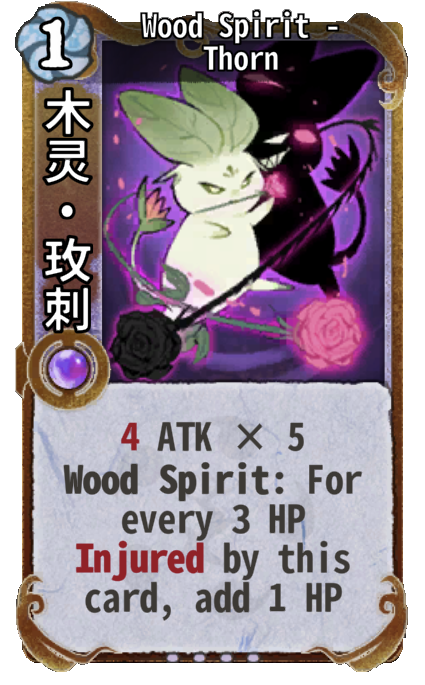 1
Wood Spirit -
Thorn
木灵·玫刺
4 ATK × 5
Wood Spirit: For
every 3 HP
Injured by this
card, add 1 HP